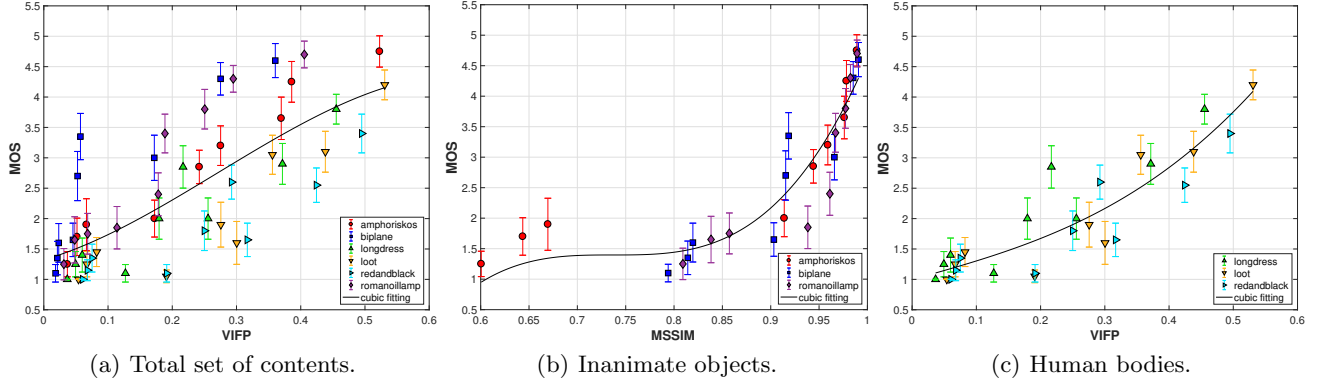 5.5
5
4.5
4
3.5
3
2.5
2
1.5
1
0.5
MOS
0 0.1 0.2 0.3 0.4 0.5 0.6
VIFP
amphoriskos
biplane
longdress
loot
redandblack
romanoillamp
cubic fitting
(a) Total set of contents.
5.5
5
4.5
4
3.5
3
2.5
2
1.5
1
0.5
MOS
0.6 0.65 0.7 0.75 0.8 0.85 0.9 0.95 1
MSSIM
amphoriskos
biplane
romanoillamp
cubic fitting
(b) Inanimate objects.
5.5
5
4.5
4
3.5
3
2.5
2
1.5
1
0.5
MOS
0 0.1 0.2 0.3 0.4 0.5 0.6
VIFP
longdress
loot
redandblack
cubic fitting
(c) Human bodies.